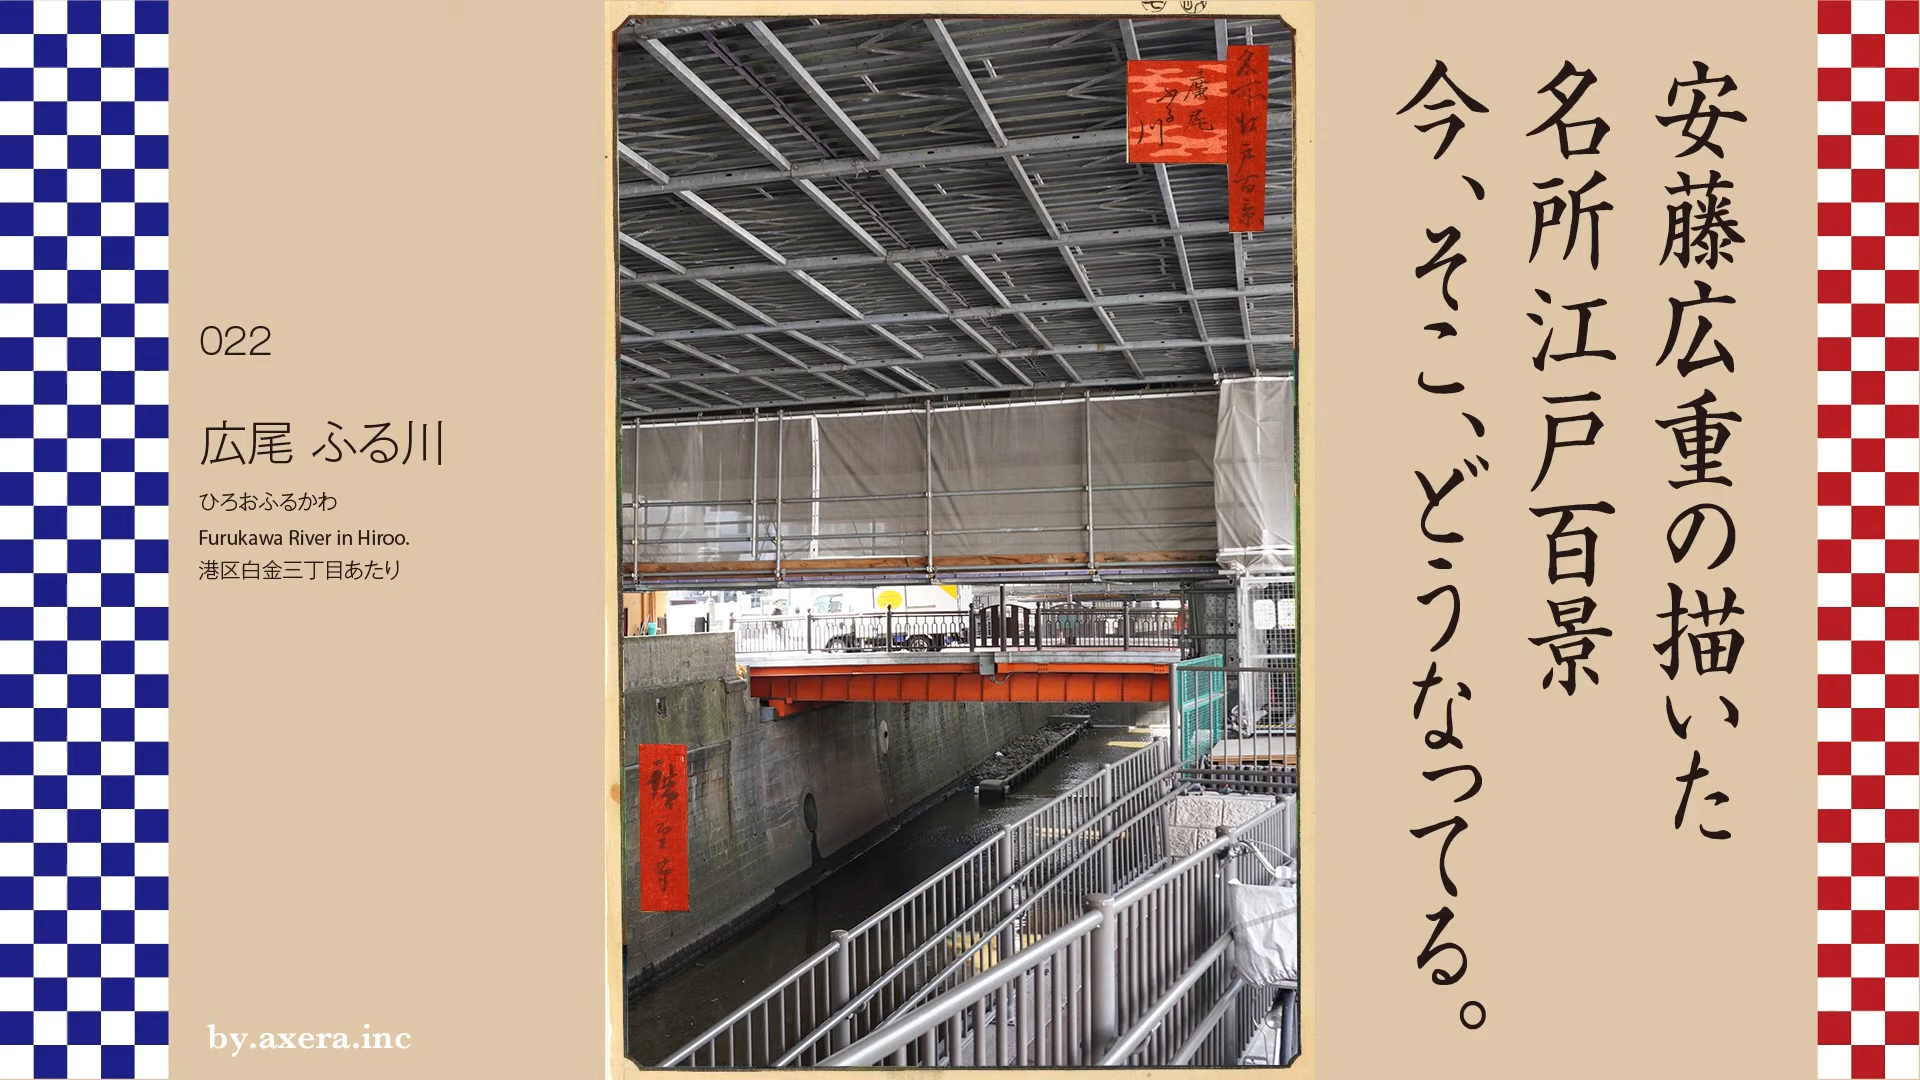 安藤広重の描いた
名所江戸百景
今、そこ、どうなってる。
022
広尾 ふる川
ひろおふるかわ
Furukawa River in Hiroo.
港区白金三丁目あたり
名所江戸百景
廣尾
ふる川
by.axera.inc